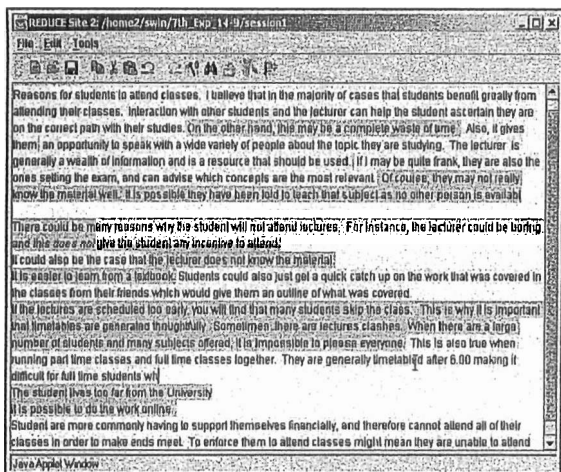 REDUCE Site 2: /home2/swin/7th_Exp_14-9/session1
File Edit Tools
Reasons for students to attend classes. I believe that in the majority of cases that students benefit greatly from
attending their classes. Interaction with other students and the lecturer can help the student ascertain they are
on the correct path with their studies. On the other hand, this may be a complete waste of time. Also, it gives
them an opportunity to speak with a wide variety of people about the topic they are studying. The lecturer is
generally a wealth of information and is a resource that should be used. If I may be quite frank, they are also the
ones setting the exam, and can advise which concepts are the most relevant. Of course, they may not really
know the material well. It is possible they have been told to teach that subject as no other person is availabl
There could be many reasons why the student will not attend lectures. For instance, the lecturer could be boring
and this does not give the student any incentive to attend.
It could also be the case that the lecturer does not know the material.
It is easier to learn from a textbook. Students could also just get a quick catch up on the work that was covered in
the classes from their friends which would give them an outline of what was covered.
If the lectures are scheduled too early, you will find that many students skip the class. This is why it is important
that timetables are generated thoughtfully. Sometimes there are lectures clashes. When there are a large
number of students and many subjects offered, it is impossible to please everyone. This is also true when
running part time classes and full time classes together. They are generally timetabled after 6.00 making it
difficult for full time students wh
The student lives too far from the University
It is possible to do the work online.
Student are more commonly having to support themselves financially, and therefore cannot attend all of their
classes in order to make ends meet. To enforce them to attend classes might mean they are unable to attend
Java Applet Window